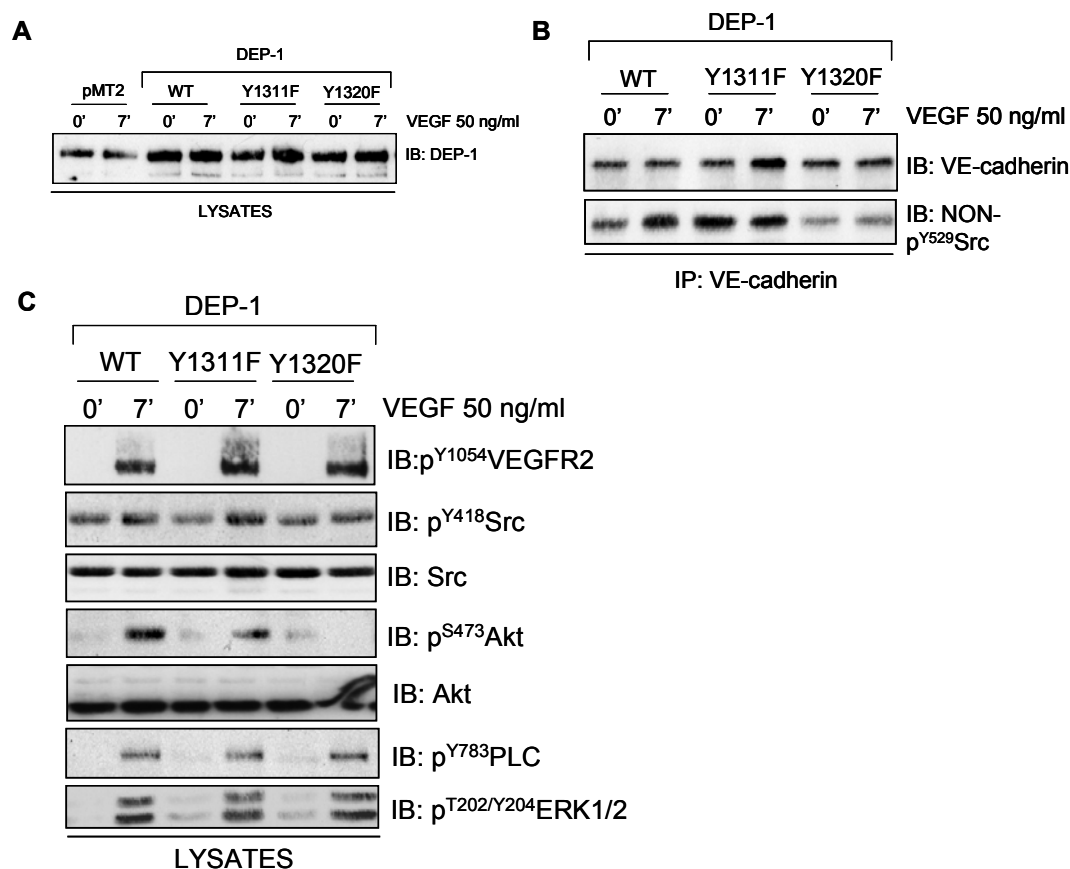 A
DEP-1
pMT2 WT Y1311F Y1320F
0’ 7’ 0’ 7’ 0’ 7’ 0’ 7’ VEGF 50 ng/ml
IB: DEP-1
LYSATES
B
DEP-1
WT Y1311F Y1320F
0’ 7’ 0’ 7’ 0’ 7’ VEGF 50 ng/ml
IB: VE-cadherin
IB: NON-
pY529Src
IP: VE-cadherin
C
DEP-1
WT Y1311F Y1320F
0’ 7’ 0’ 7’ 0’ 7’ VEGF 50 ng/ml
IB:pY1054VEGFR2
IB: pY418Src
IB: Src
IB: pS473Akt
IB: Akt
IB: pY783PLC
IB: pT202/Y204ERK1/2
LYSATES